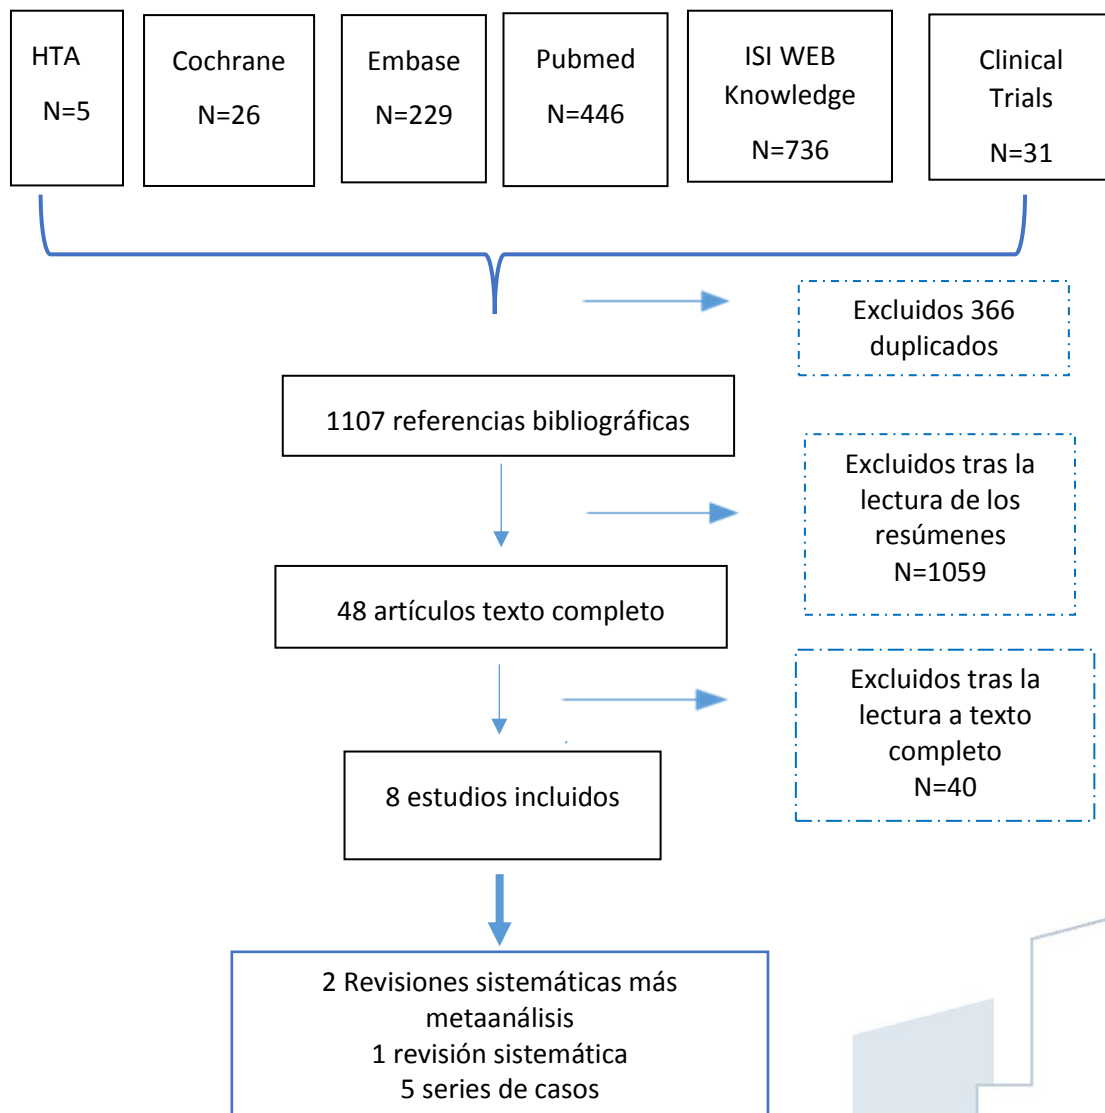 HTA
N=5
Cochrane
N=26
Embase
N=229
Pubmed
N=446
ISI WEB
Knowledge
N=736
Clinical
Trials
N=31
Excluidos 366
duplicados
1107 referencias bibliográficas
Excluidos tras la
lectura de los
resúmenes
N=1059
48 artículos texto completo
Excluidos tras la
lectura a texto
completo
N=40
8 estudios incluidos
2 Revisiones sistemáticas más
metaanálisis
1 revisión sistemática
5 series de casos